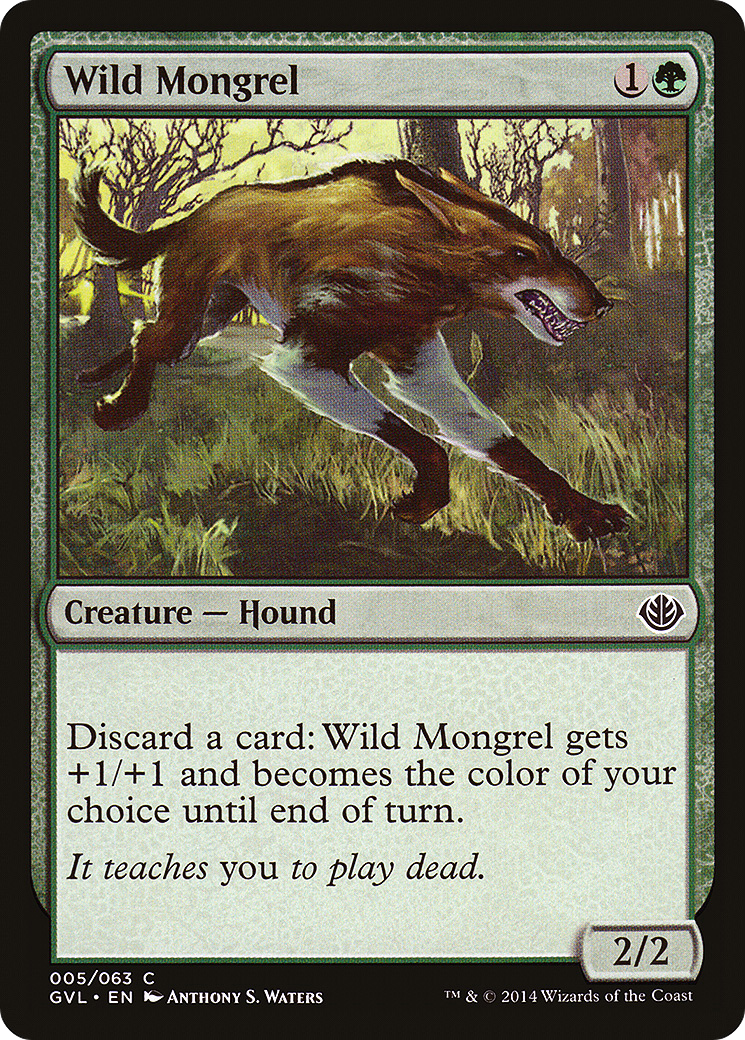 Wild Mongrel 1
Creature — Hound
Discard a card: Wild Mongrel gets
+1/+1 and becomes the color of your
choice until end of turn.
It teaches you to play dead.
2/2
005/063 C
GVL • EN Anthony S. Waters
™ & © 2014 Wizards of the Coast